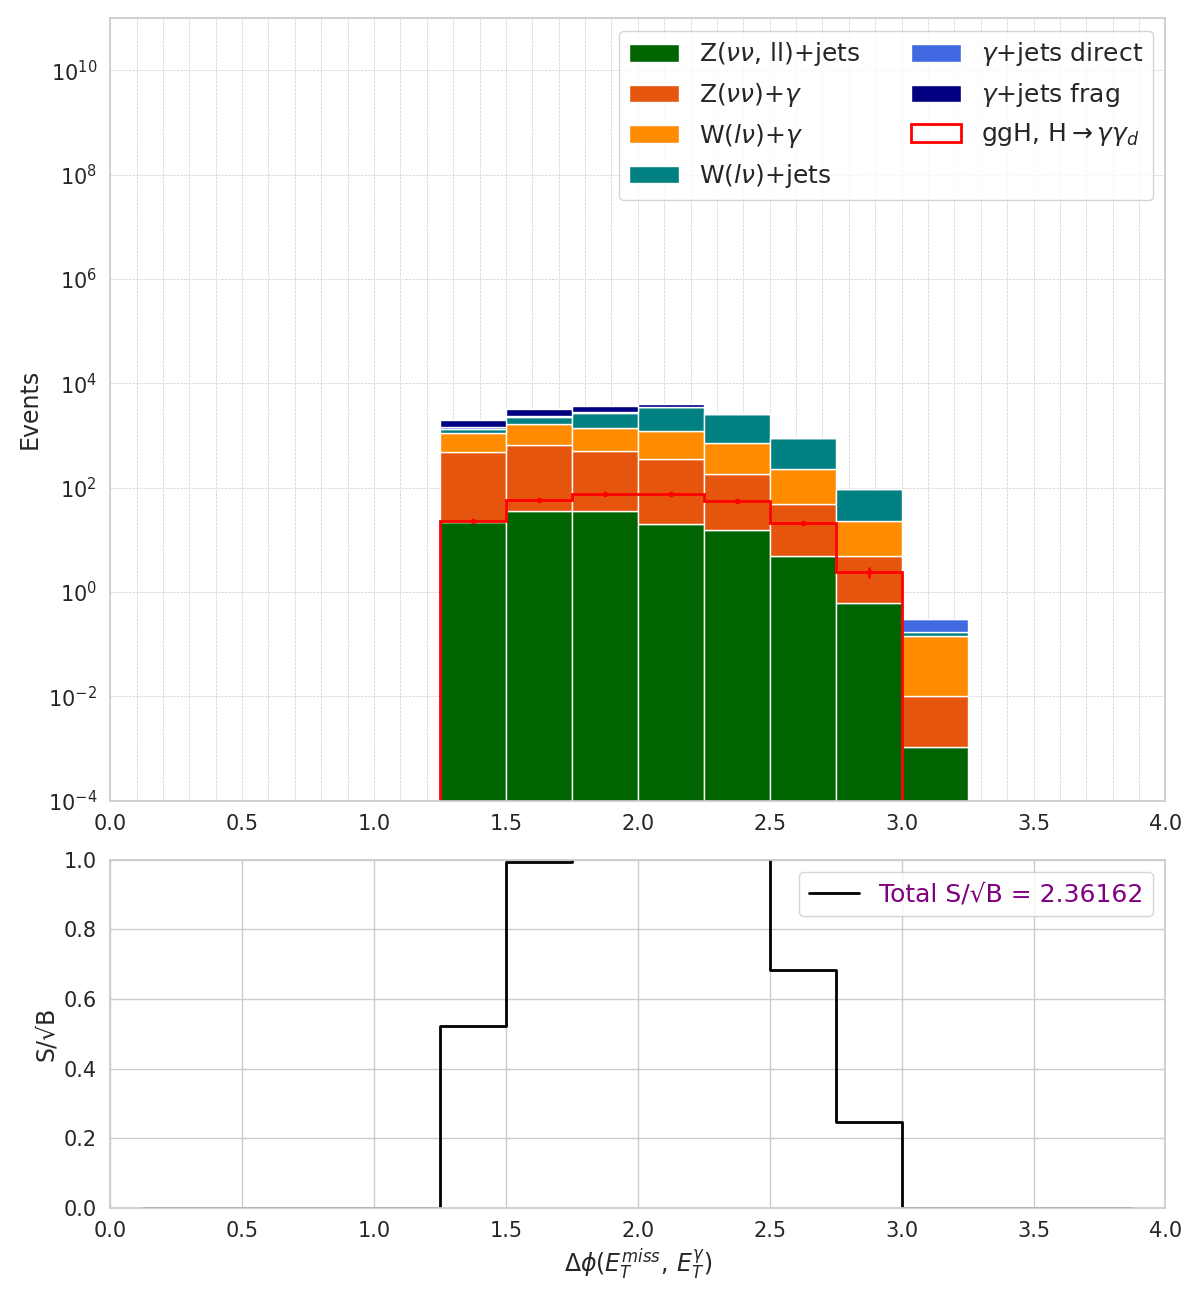 Z(νν, ll)+jets
Z(νν)+γ
W(lν)+γ
W(lν)+jets
γ+jets direct
γ+jets frag
ggH, H→γγ_d
10^10
10^8
10^6
10^4
10^2
10^0
10^−2
10^−4
Events
0.0 0.5 1.0 1.5 2.0 2.5 3.0 3.5 4.0
Total S/√B = 2.36162
1.0
0.8
0.6
0.4
0.2
0.0
S/√B
0.0 0.5 1.0 1.5 2.0 2.5 3.0 3.5 4.0
Δϕ(E_T^miss, E_T^γ)